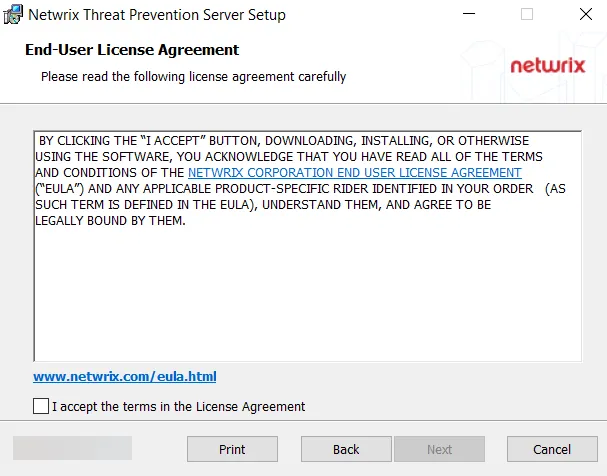 Netwrix Threat Prevention Server Setup
End-User License Agreement
Please read the following license agreement carefully
netwrix
BY CLICKING THE “I ACCEPT” BUTTON, DOWNLOADING, INSTALLING, OR OTHERWISE
USING THE SOFTWARE, YOU ACKNOWLEDGE THAT YOU HAVE READ ALL OF THE TERMS
AND CONDITIONS OF THE NETWRIX CORPORATION END USER LICENSE AGREEMENT
(“EULA”) AND ANY APPLICABLE PRODUCT-SPECIFIC RIDER IDENTIFIED IN YOUR ORDER (AS
SUCH TERM IS DEFINED IN THE EULA), UNDERSTAND THEM, AND AGREE TO BE
LEGALLY BOUND BY THEM.
www.netwrix.com/eula.html
I accept the terms in the License Agreement
Print Back Next Cancel